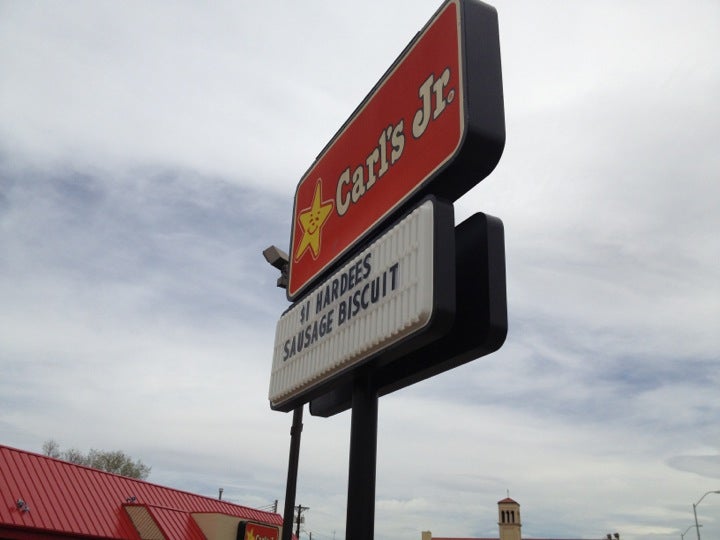 Carl's Jr.
$1 HARDEES
SAUSAGE BISCUIT